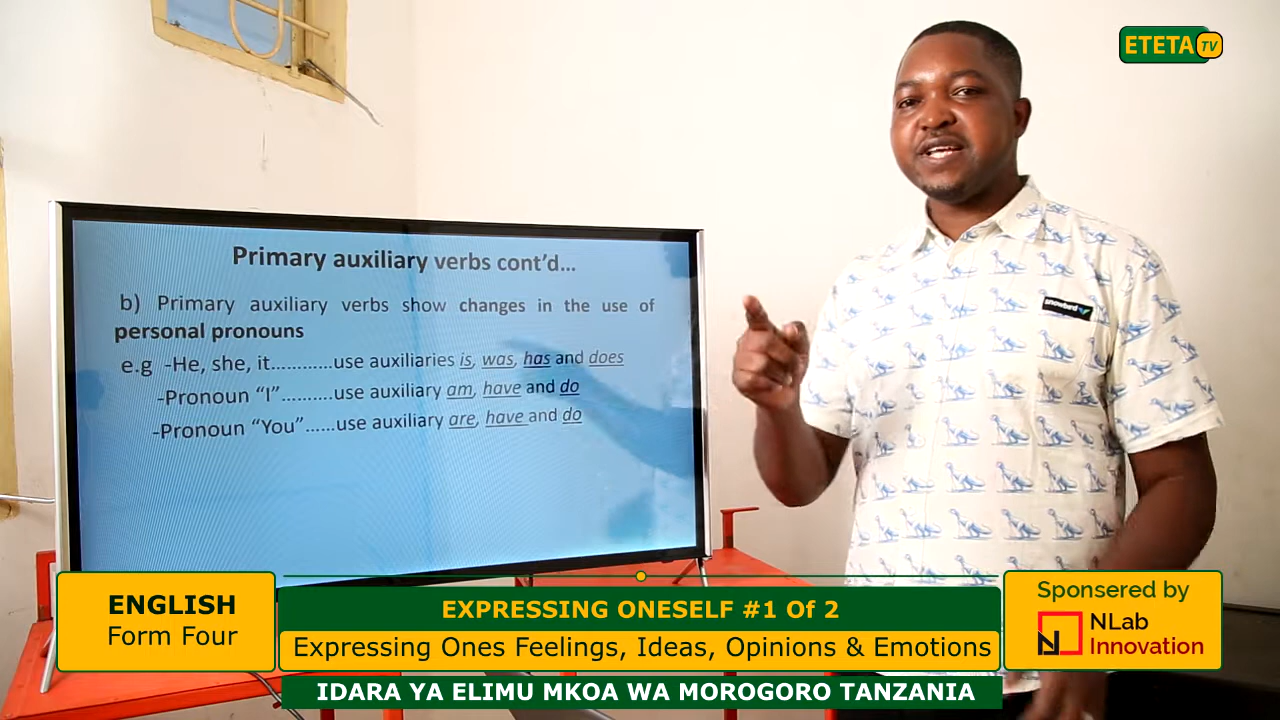 ETETA TV
Primary auxiliary verbs cont’d...
b) Primary auxiliary verbs show changes in the use of
personal pronouns
e.g -He, she, it............use auxiliaries is, was, has and does
-Pronoun “I”..........use auxiliary am, have and do
-Pronoun “You”......use auxiliary are, have and do
snowbird
ENGLISH
Form Four
EXPRESSING ONESELF #1 Of 2
Expressing Ones Feelings, Ideas, Opinions & Emotions
IDARA YA ELIMU MKOA WA MOROGORO TANZANIA
Sponsered by
NLab
Innovation